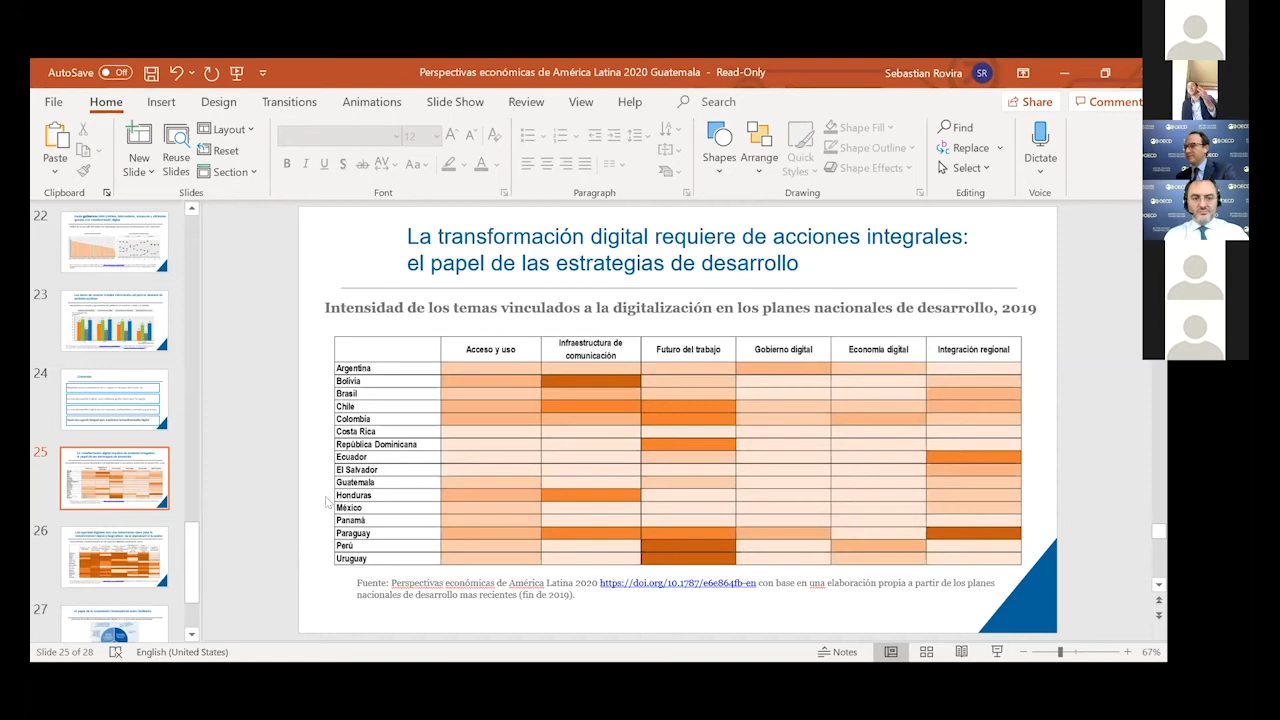 AutoSave Off
Perspectivas económicas de América Latina 2020 Guatemala - Read-Only
Sebastian Rovira SR
File Home Insert Design Transitions Animations Slide Show Review View Help Search
Share Comment
Paste
New Slide
Reuse Slides
Layout
Reset
Section
12
Shapes
Arrange
Quick Styles
Shape Fill
Shape Outline
Shape Effects
Find
Replace
Select
Dictate
Clipboard Slides Font Paragraph Drawing Editing Voice
OECD
OECD
OECD
OECD
22
23
24
25
26
27
La transformación digital requiere de acciones integrales:
el papel de las estrategias de desarrollo
Intensidad de los temas vinculados a la digitalización en los planes nacionales de desarrollo, 2019
Acceso y uso
Infraestructura de comunicación
Futuro del trabajo
Gobierno digital
Economía digital
Integración regional
Argentina
Bolivia
Brasil
Chile
Colombia
Costa Rica
República Dominicana
Ecuador
El Salvador
Guatemala
Honduras
México
Panamá
Paraguay
Perú
Uruguay
Fuente: Perspectivas económicas de América Latina 2020 https://doi.org/10.1787/e6e864fb-en con base en una elaboración propia a partir de los planes
nacionales de desarrollo mas recientes (fin de 2019).
Slide 25 of 28 English (United States)
Notes
67%